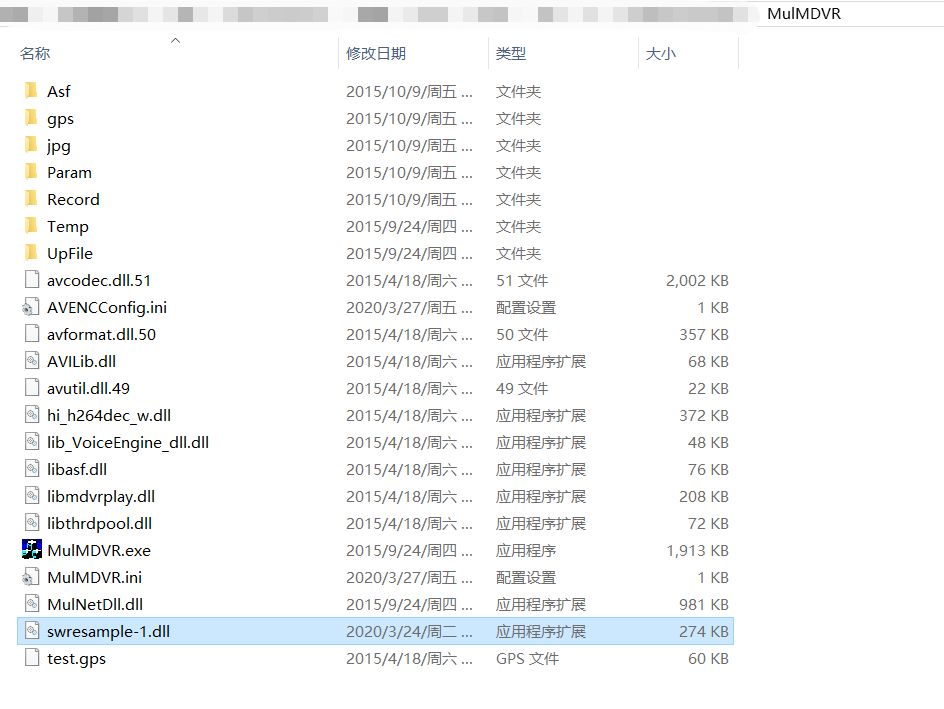 MulMDVR
名称 修改日期 类型 大小
Asf 2015/10/9/周五 ... 文件夹
gps 2015/10/9/周五 ... 文件夹
jpg 2015/10/9/周五 ... 文件夹
Param 2015/10/9/周五 ... 文件夹
Record 2015/10/9/周五 ... 文件夹
Temp 2015/9/24/周四 ... 文件夹
UpFile 2015/9/24/周四 ... 文件夹
avcodec.dll.51 2015/4/18/周六 ... 51 文件 2,002 KB
AVENCConfig.ini 2020/3/27/周五 ... 配置设置 1 KB
avformat.dll.50 2015/4/18/周六 ... 50 文件 357 KB
AVILib.dll 2015/4/18/周六 ... 应用程序扩展 68 KB
avutil.dll.49 2015/4/18/周六 ... 49 文件 22 KB
hi_h264dec_w.dll 2015/4/18/周六 ... 应用程序扩展 372 KB
lib_VoiceEngine_dll.dll 2015/4/18/周六 ... 应用程序扩展 48 KB
libasf.dll 2015/4/18/周六 ... 应用程序扩展 76 KB
libmdvrplay.dll 2015/4/18/周六 ... 应用程序扩展 208 KB
libthrdpool.dll 2015/4/18/周六 ... 应用程序扩展 72 KB
MulMDVR.exe 2015/9/24/周四 ... 应用程序 1,913 KB
MulMDVR.ini 2020/3/27/周五 ... 配置设置 1 KB
MulNetDll.dll 2015/9/24/周四 ... 应用程序扩展 981 KB
swresample-1.dll 2020/3/24/周二 ... 应用程序扩展 274 KB
test.gps 2015/4/18/周六 ... GPS 文件 60 KB